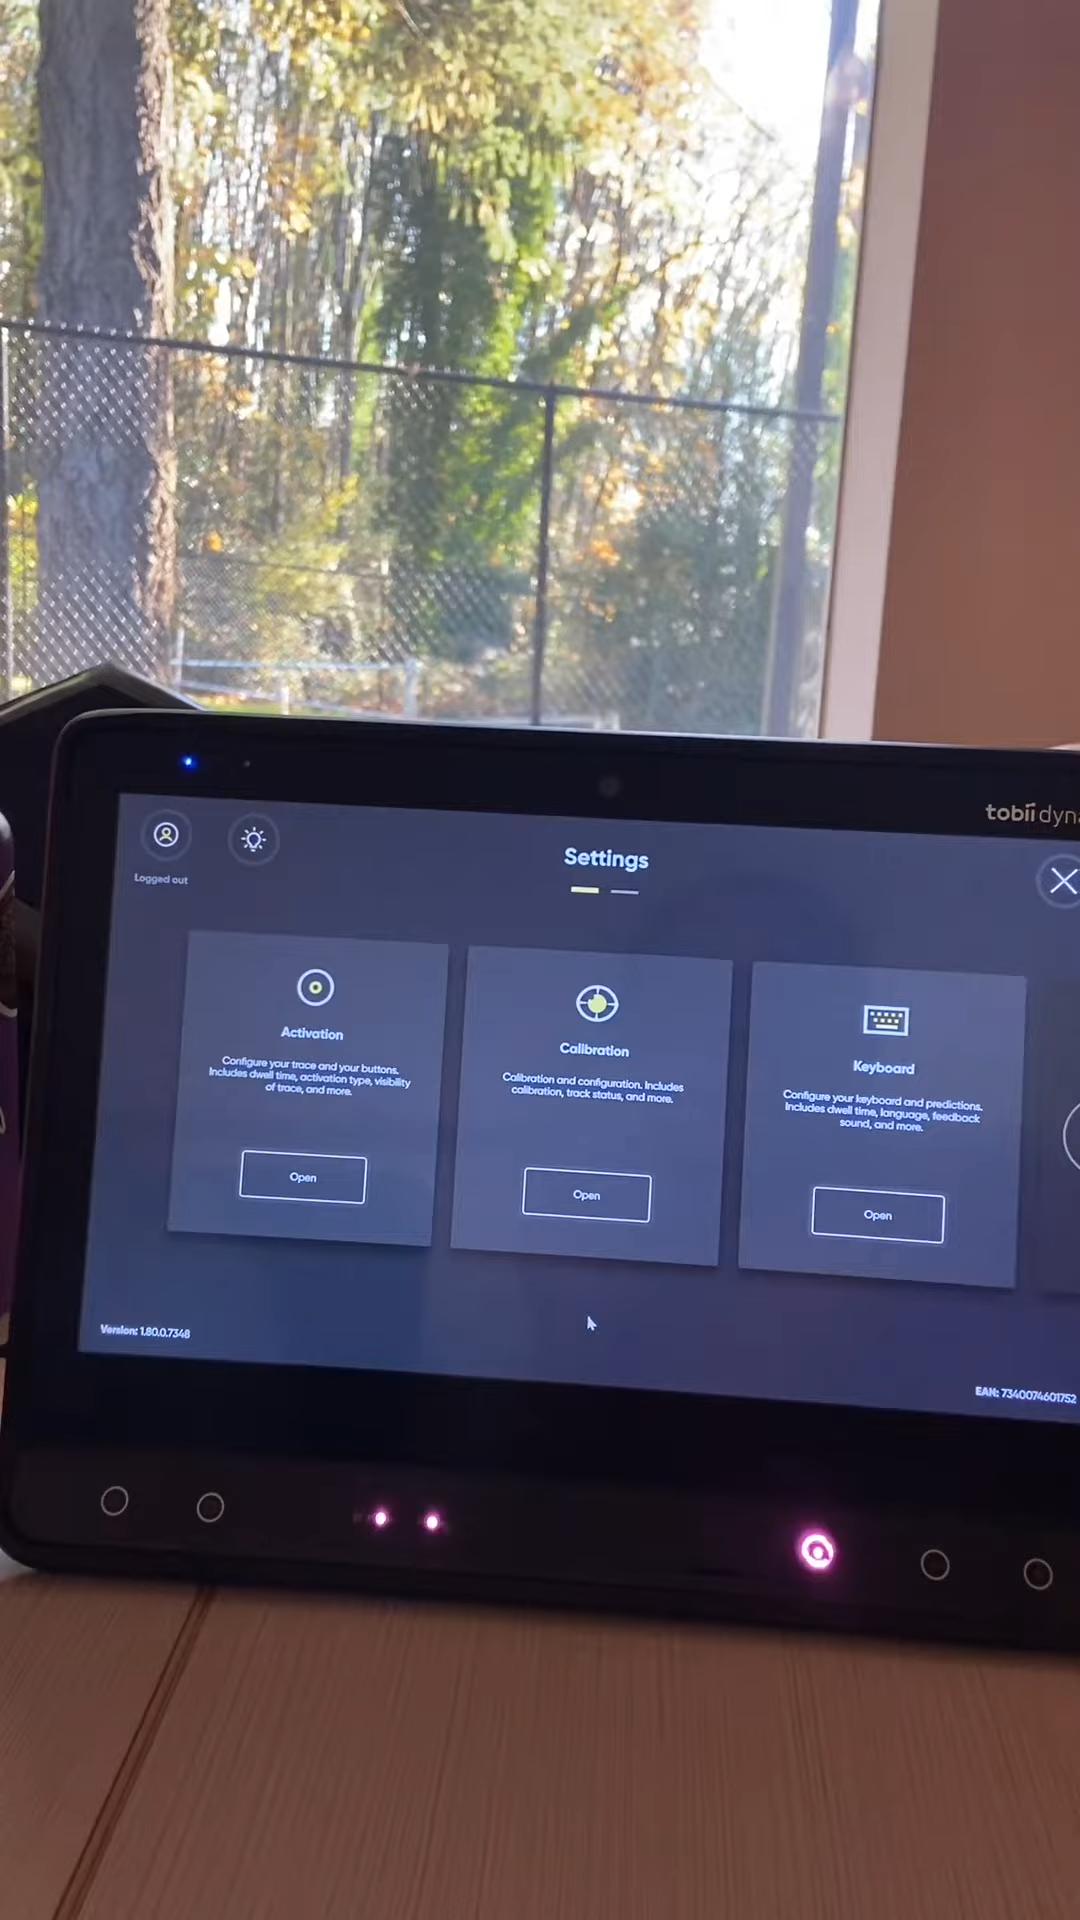 tobii dyna
Logged out
Settings
Activation
Configure your trace and your buttons.
Includes dwell time, activation type, visibility
of trace, and more.
Open
Calibration
Calibration and configuration. Includes
calibration, track status, and more.
Open
Keyboard
Configure your keyboard and predictions.
Includes dwell time, language, feedback
sound, and more.
Open
Version: 1.80.0.7348
EAN: 7340074601752